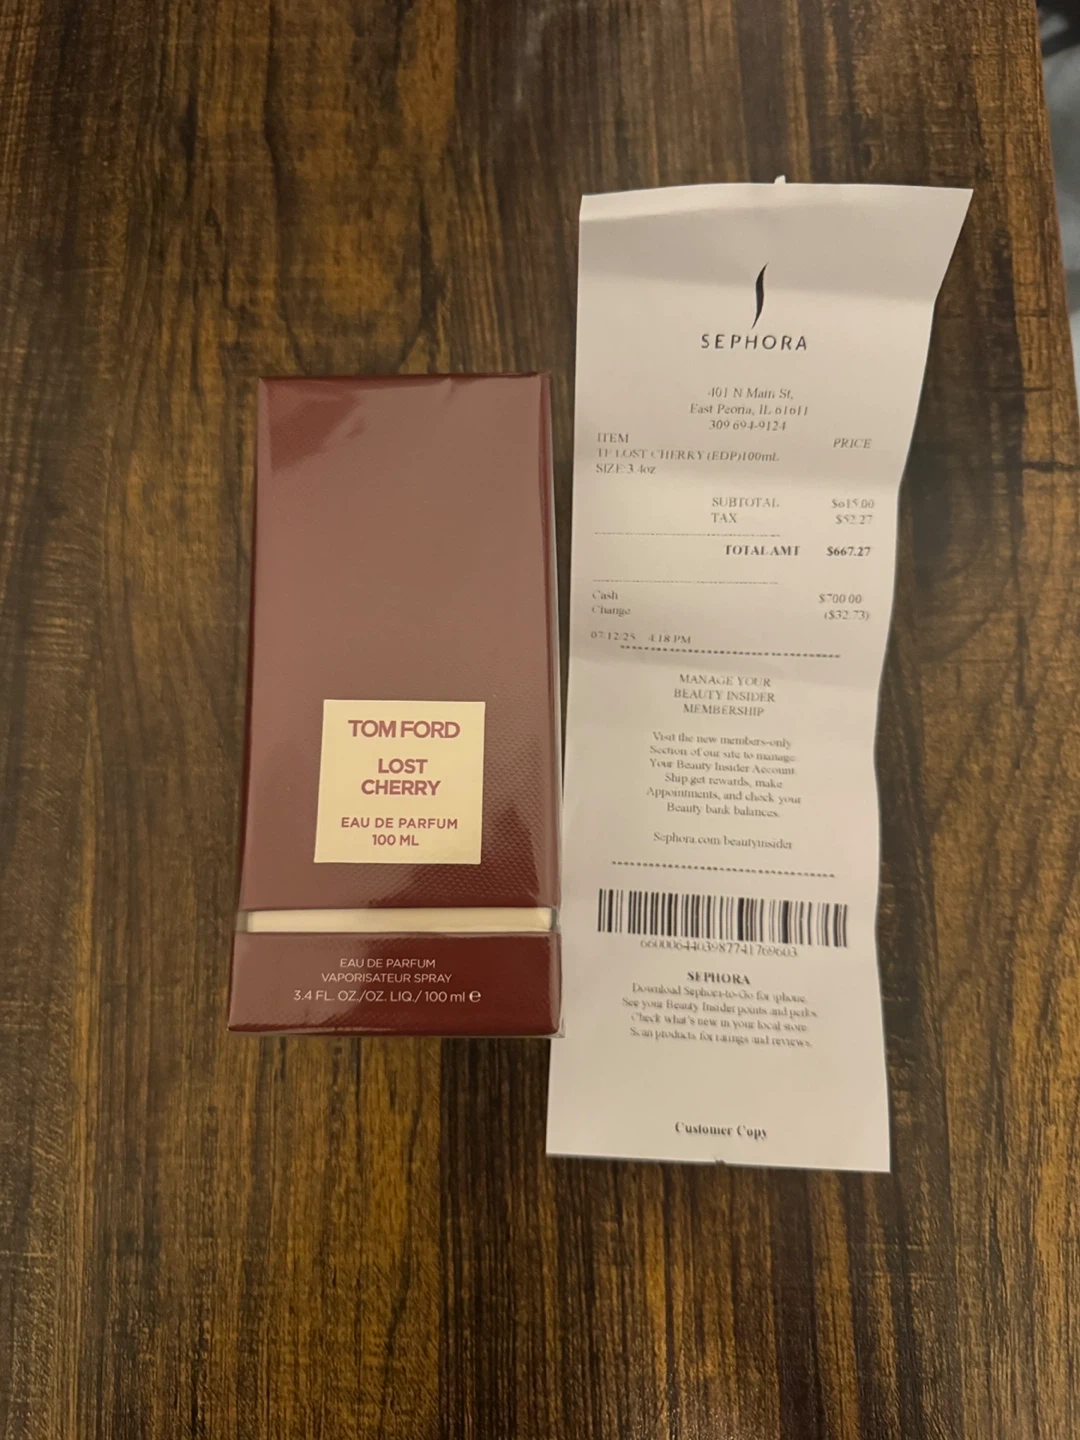 TOM FORD
LOST
CHERRY
EAU DE PARFUM
100 ML
EAU DE PARFUM
VAPORISATEUR SPRAY
3.4 FL. OZ./OZ. LIQ./ 100 ml ℮
SEPHORA
401 N Main St,
East Peoria, IL 61611
309 694-9124
ITEM PRICE
TF LOST CHERRY (EDP)100mL
SIZE 3.4oz
SUBTOTAL $615.00
TAX $52.27
TOTAL AMT $667.27
Cash $700.00
Change ($32.73)
07/12/25 4:18 PM
MANAGE YOUR
BEAUTY INSIDER
MEMBERSHIP
Visit the new members-only
Section of our site to manage
Your Beauty Insider Account
Ship get rewards, make
Appointments, and check your
Beauty bank balances.
Sephora.com/beautyinsider
6600064403987741769603
SEPHORA
Download Sephora-to-Go for iphone.
See your Beauty Insider points and perks.
Check what's new in your local store.
Scan products for ratings and reviews.
Customer Copy